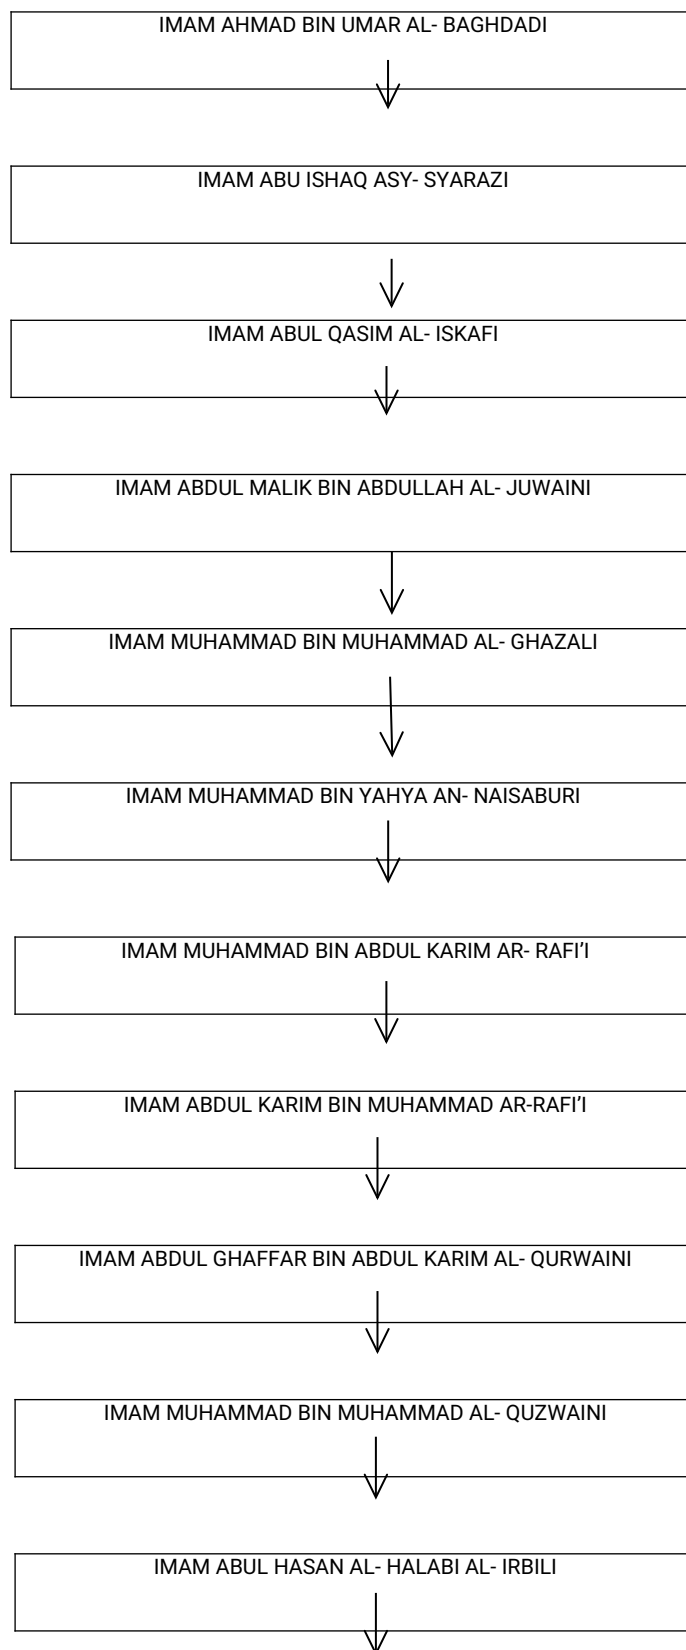 IMAM AHMAD BIN UMAR AL- BAGHDADI
IMAM ABU ISHAQ ASY- SYARAZI
IMAM ABUL QASIM AL- ISKAFI
IMAM ABDUL MALIK BIN ABDULLAH AL- JUWAINI
IMAM MUHAMMAD BIN MUHAMMAD AL- GHAZALI
IMAM MUHAMMAD BIN YAHYA AN- NAISABURI
IMAM MUHAMMAD BIN ABDUL KARIM AR- RAFI’I
IMAM ABDUL KARIM BIN MUHAMMAD AR-RAFI’I
IMAM ABDUL GHAFFAR BIN ABDUL KARIM AL- QURWAINI
IMAM MUHAMMAD BIN MUHAMMAD AL- QUZWAINI
IMAM ABUL HASAN AL- HALABI AL- IRBILI